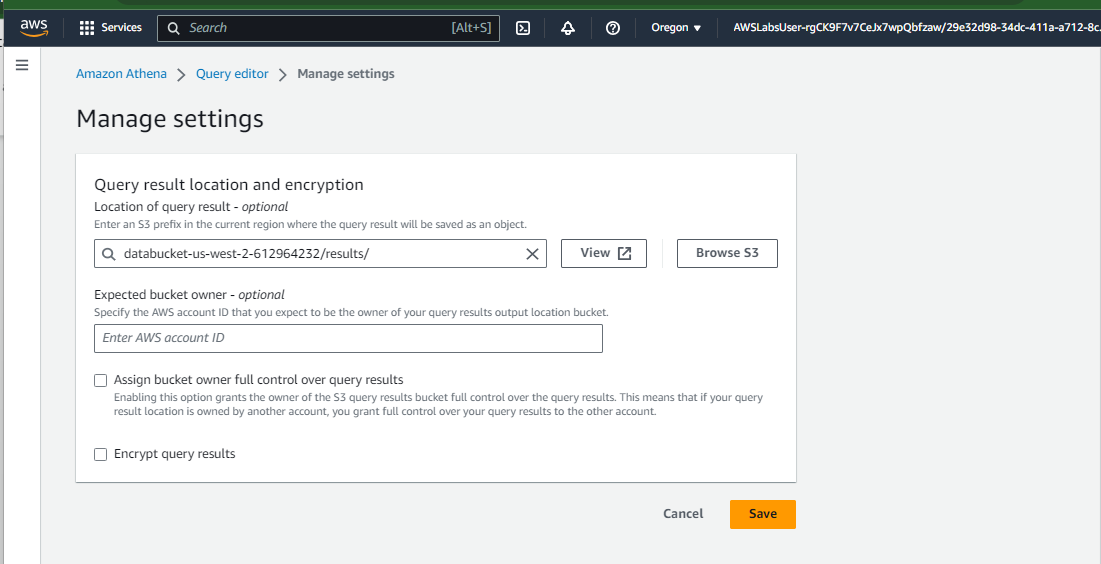 aws
Services
Search
[Alt+S]
Oregon
AWSLabsUser-rgCK9F7v7CeJx7wpQbfzaw/29e32d98-34dc-411a-a712-8c
Amazon Athena
Query editor
Manage settings
Manage settings
Query result location and encryption
Location of query result - optional
Enter an S3 prefix in the current region where the query result will be saved as an object.
databucket-us-west-2-612964232/results/
View
Browse S3
Expected bucket owner - optional
Specify the AWS account ID that you expect to be the owner of your query results output location bucket.
Enter AWS account ID
Assign bucket owner full control over query results
Enabling this option grants the owner of the S3 query results bucket full control over the query results. This means that if your query
result location is owned by another account, you grant full control over your query results to the other account.
Encrypt query results
Cancel
Save